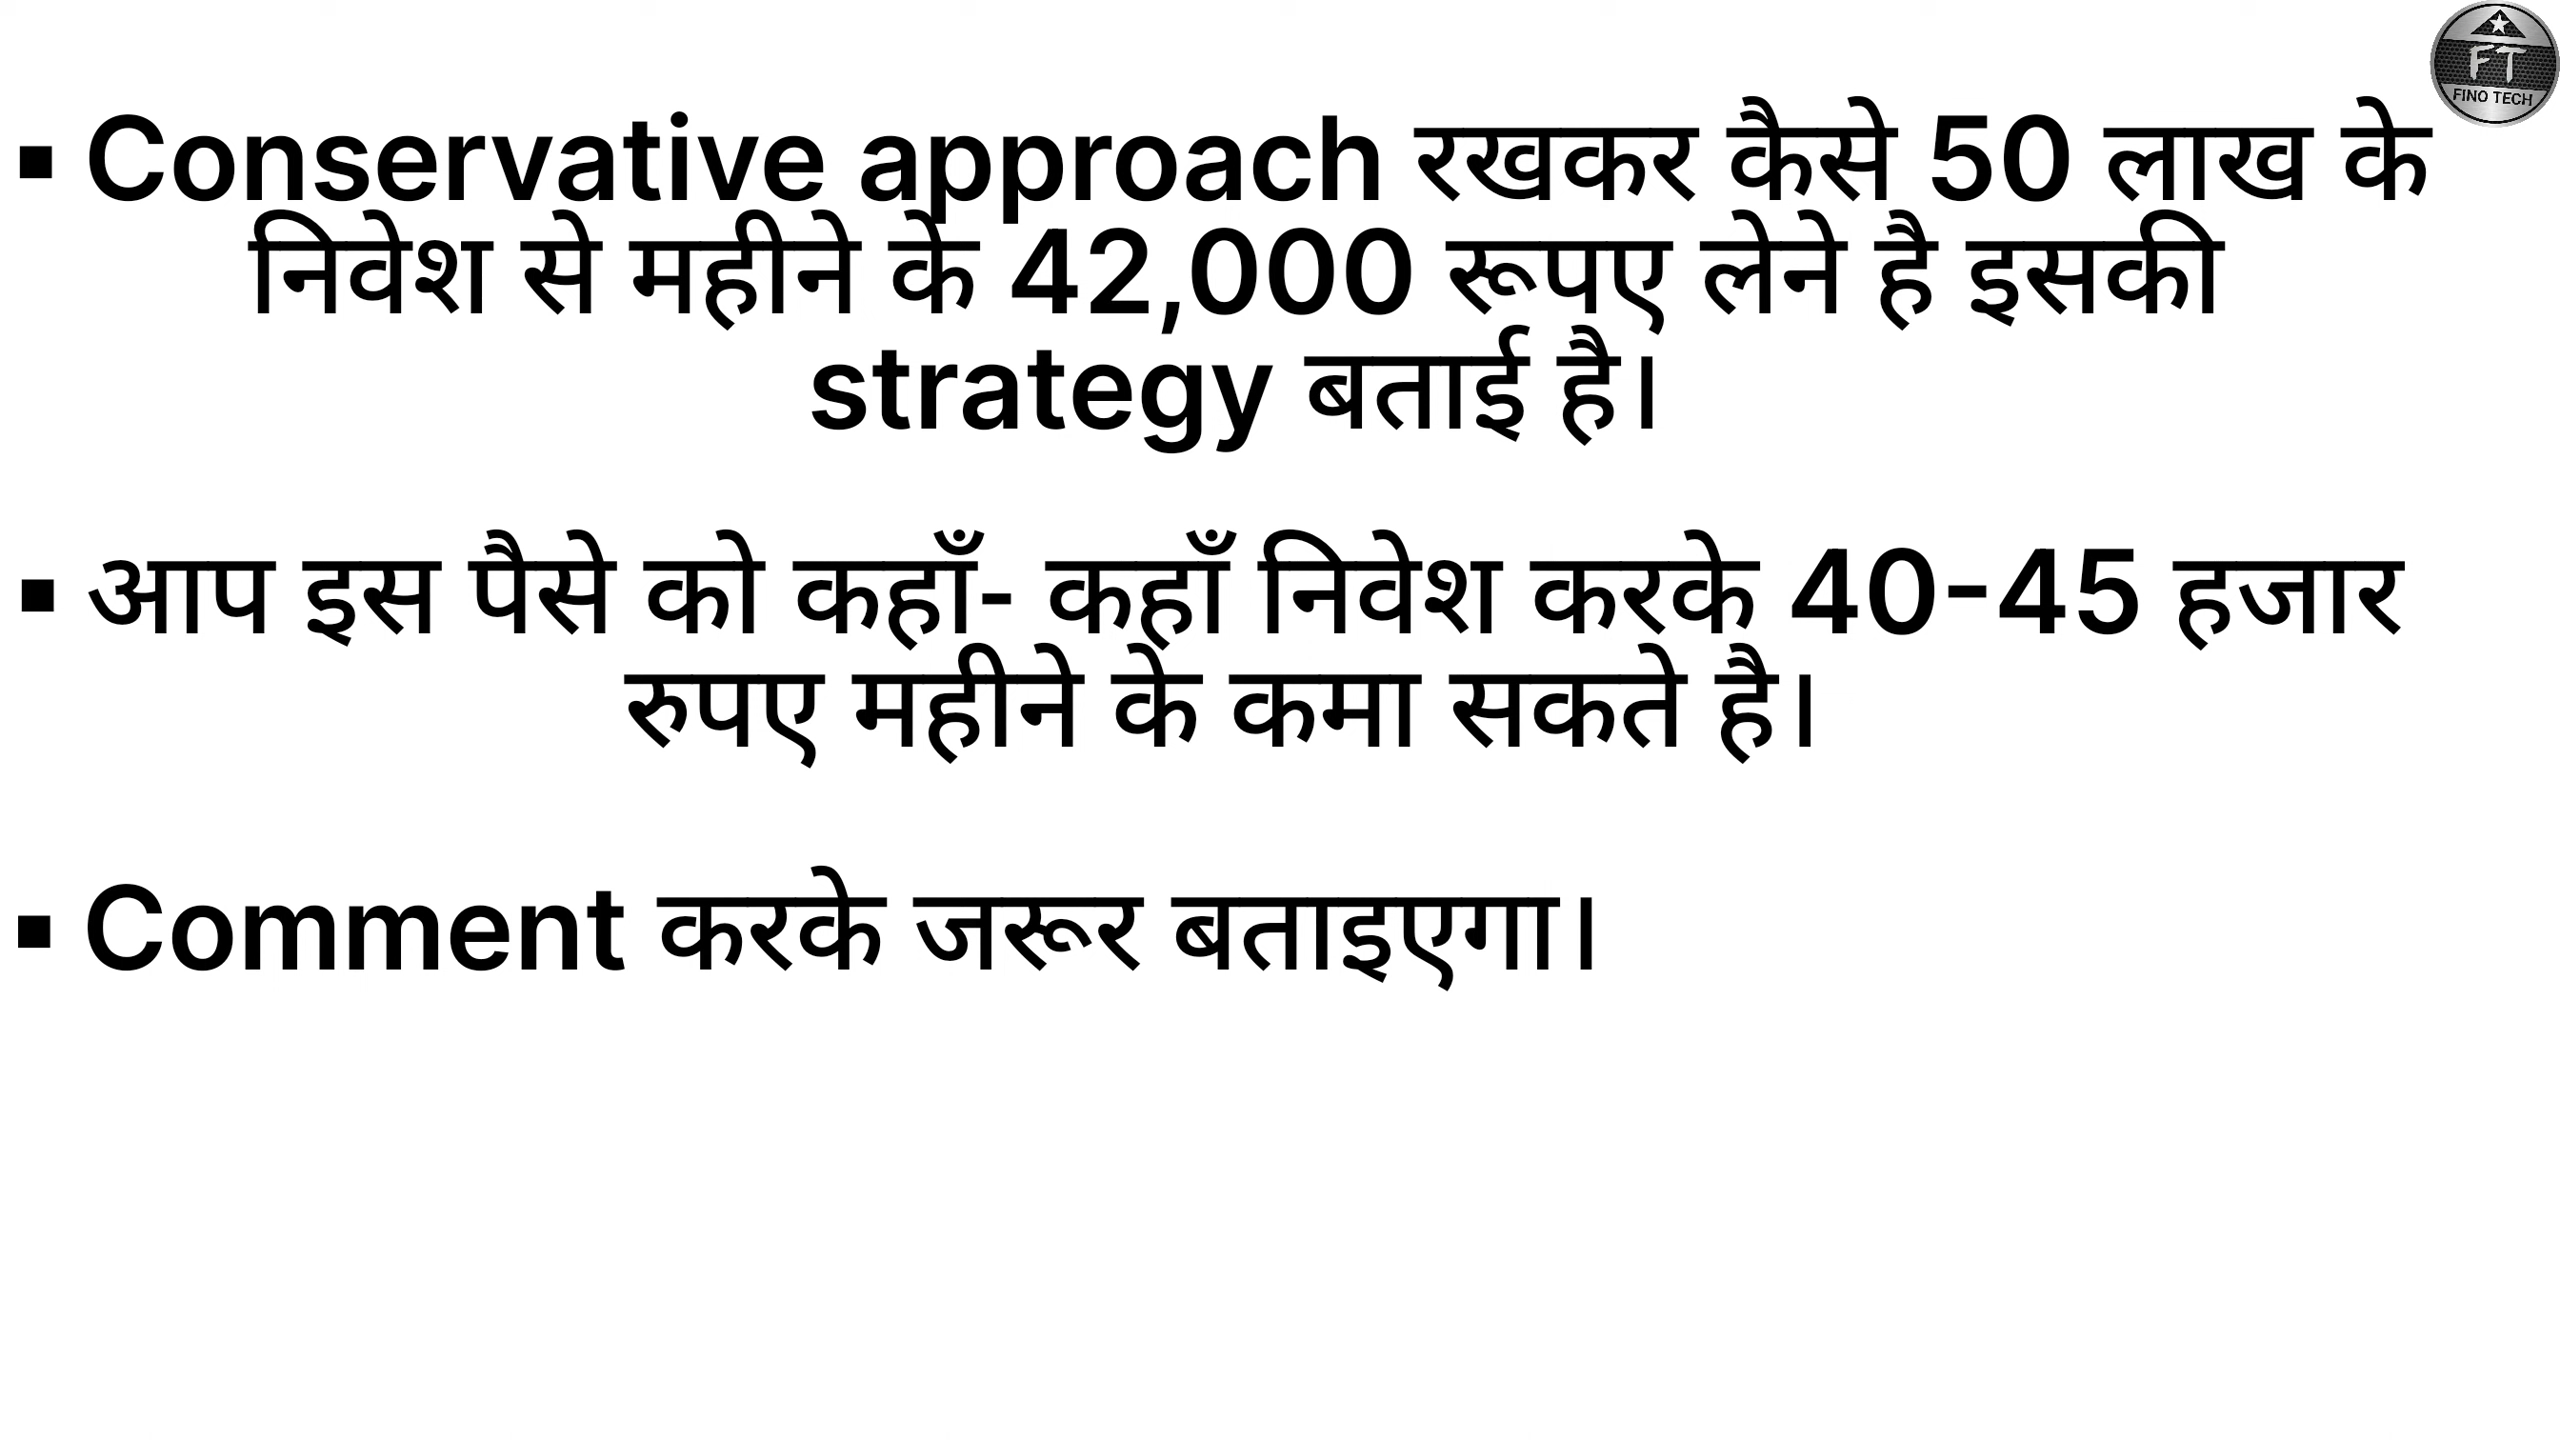 FT
FINO TECH
▪ Conservative approach रखकर कैसे 50 लाख के
निवेश से महीने के 42,000 रूपए लेने है इसकी
strategy बताई है।
▪ आप इस पैसे को कहाँ- कहाँ निवेश करके 40-45 हजार
रुपए महीने के कमा सकते है।
▪ Comment करके जरूर बताइएगा।